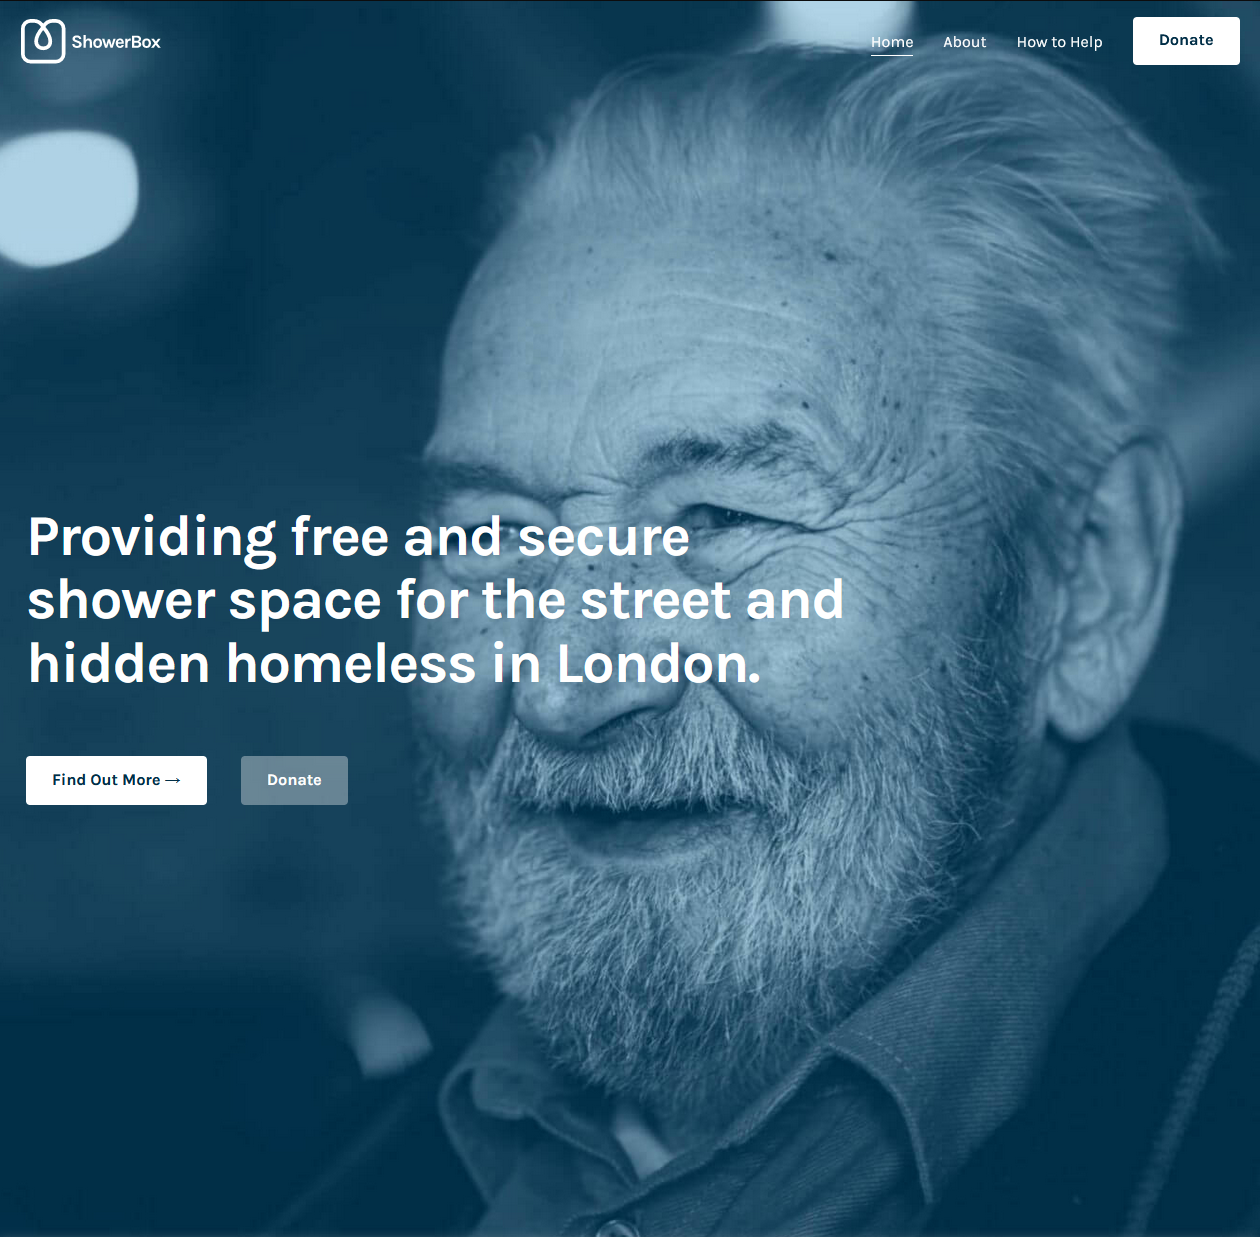 ShowerBox
Home
About
How to Help
Donate
Providing free and secure
shower space for the street and
hidden homeless in London.
Find Out More →
Donate